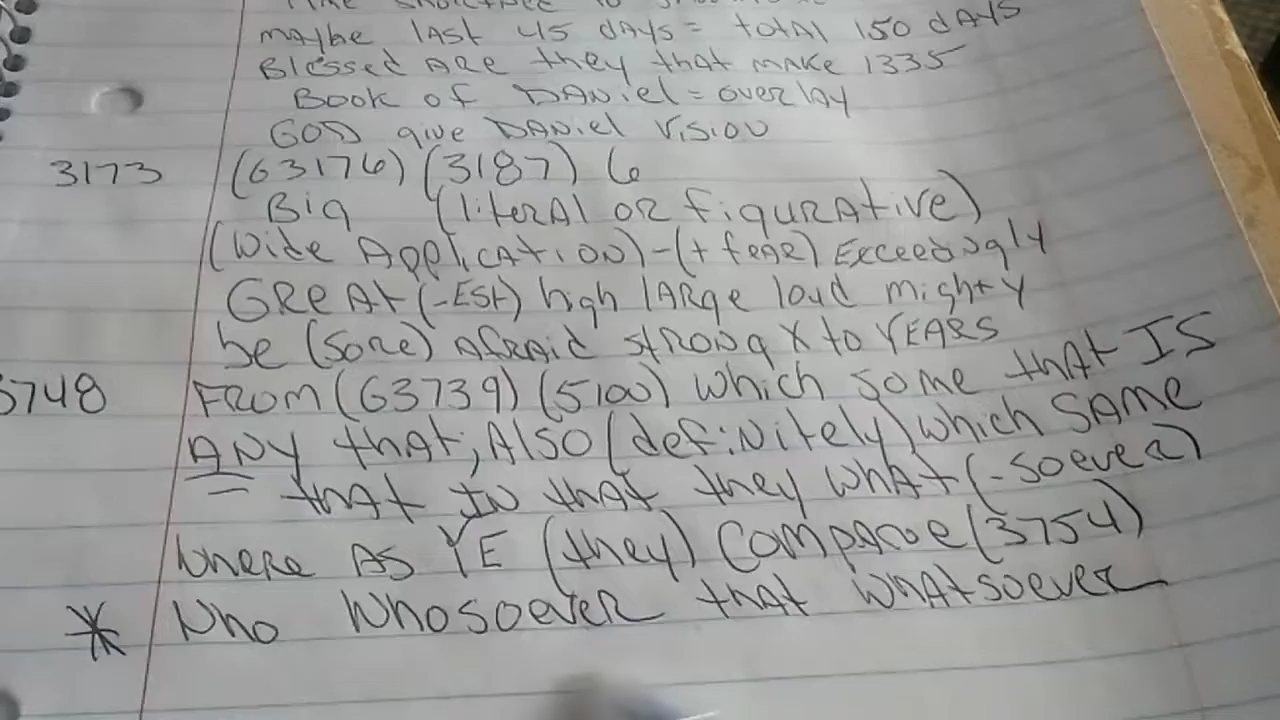 maybe last 45 days = total 150 days
Blessed ARe they that make 1335
Book of DANiel = overlay
GOD give DANiel Vision
3173 (63176) (3187) 6
Big (literAl OR figurative)
(Wide Application) - (+ feAR) Exceedingly
GReAt (-ESt) high lARge loud mighty
be (Sore) AfRAid stRong X to YEARS
3748 FROM (63739) (5100) which some that IS
ANY that; Also (definitely) which SAMe
= that IN that they what (-soever)
Where As YE (they) Compare (3754)
* Who WhosoeveR that whatsoever